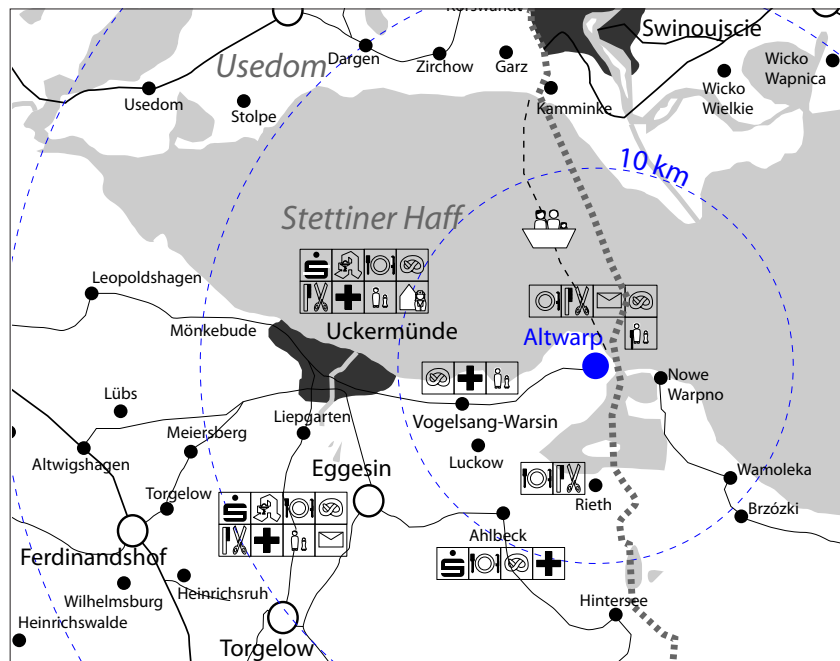 Korswandt
Swinoujscie
Usedom
Dargen
Zirchow
Garz
Wicko
Wapnica
Usedom
Stolpe
Kamminke
Wicko
Wielkie
10 km
Stettiner Haff
Leopoldshagen
Mönkebude
Uckermünde
Altwarp
Nowe
Warpno
Lübs
Liepgarten
Vogelsang-Warsin
Meiersberg
Luckow
Altwigshagen
Eggesin
Warnoleka
Torgelow
Rieth
Brzózki
Ferdinandshof
Ahlbeck
Heinrichsruh
Wilhelmsburg
Hintersee
Heinrichswalde
Torgelow